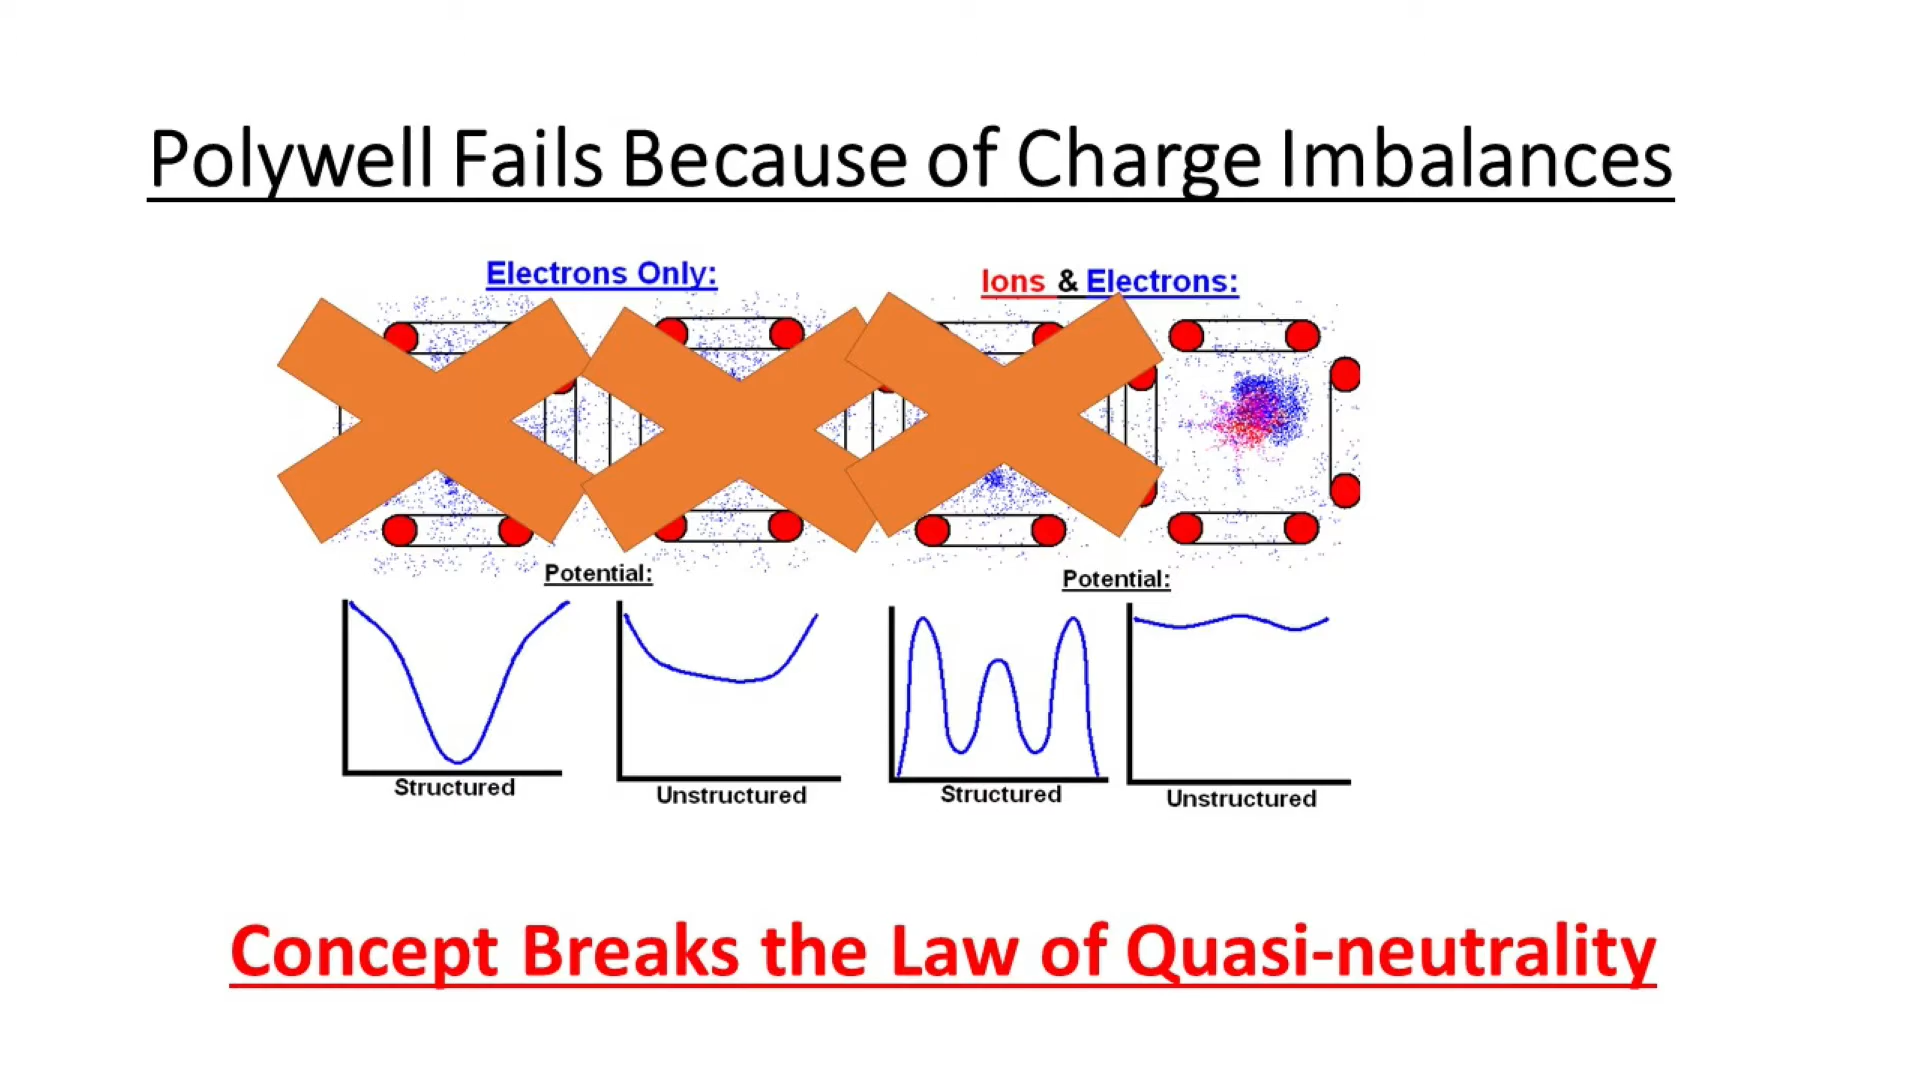 Polywell Fails Because of Charge Imbalances
Electrons Only:
Ions & Electrons:
Potential:
Potential:
Structured
Unstructured
Structured
Unstructured
Concept Breaks the Law of Quasi-neutrality